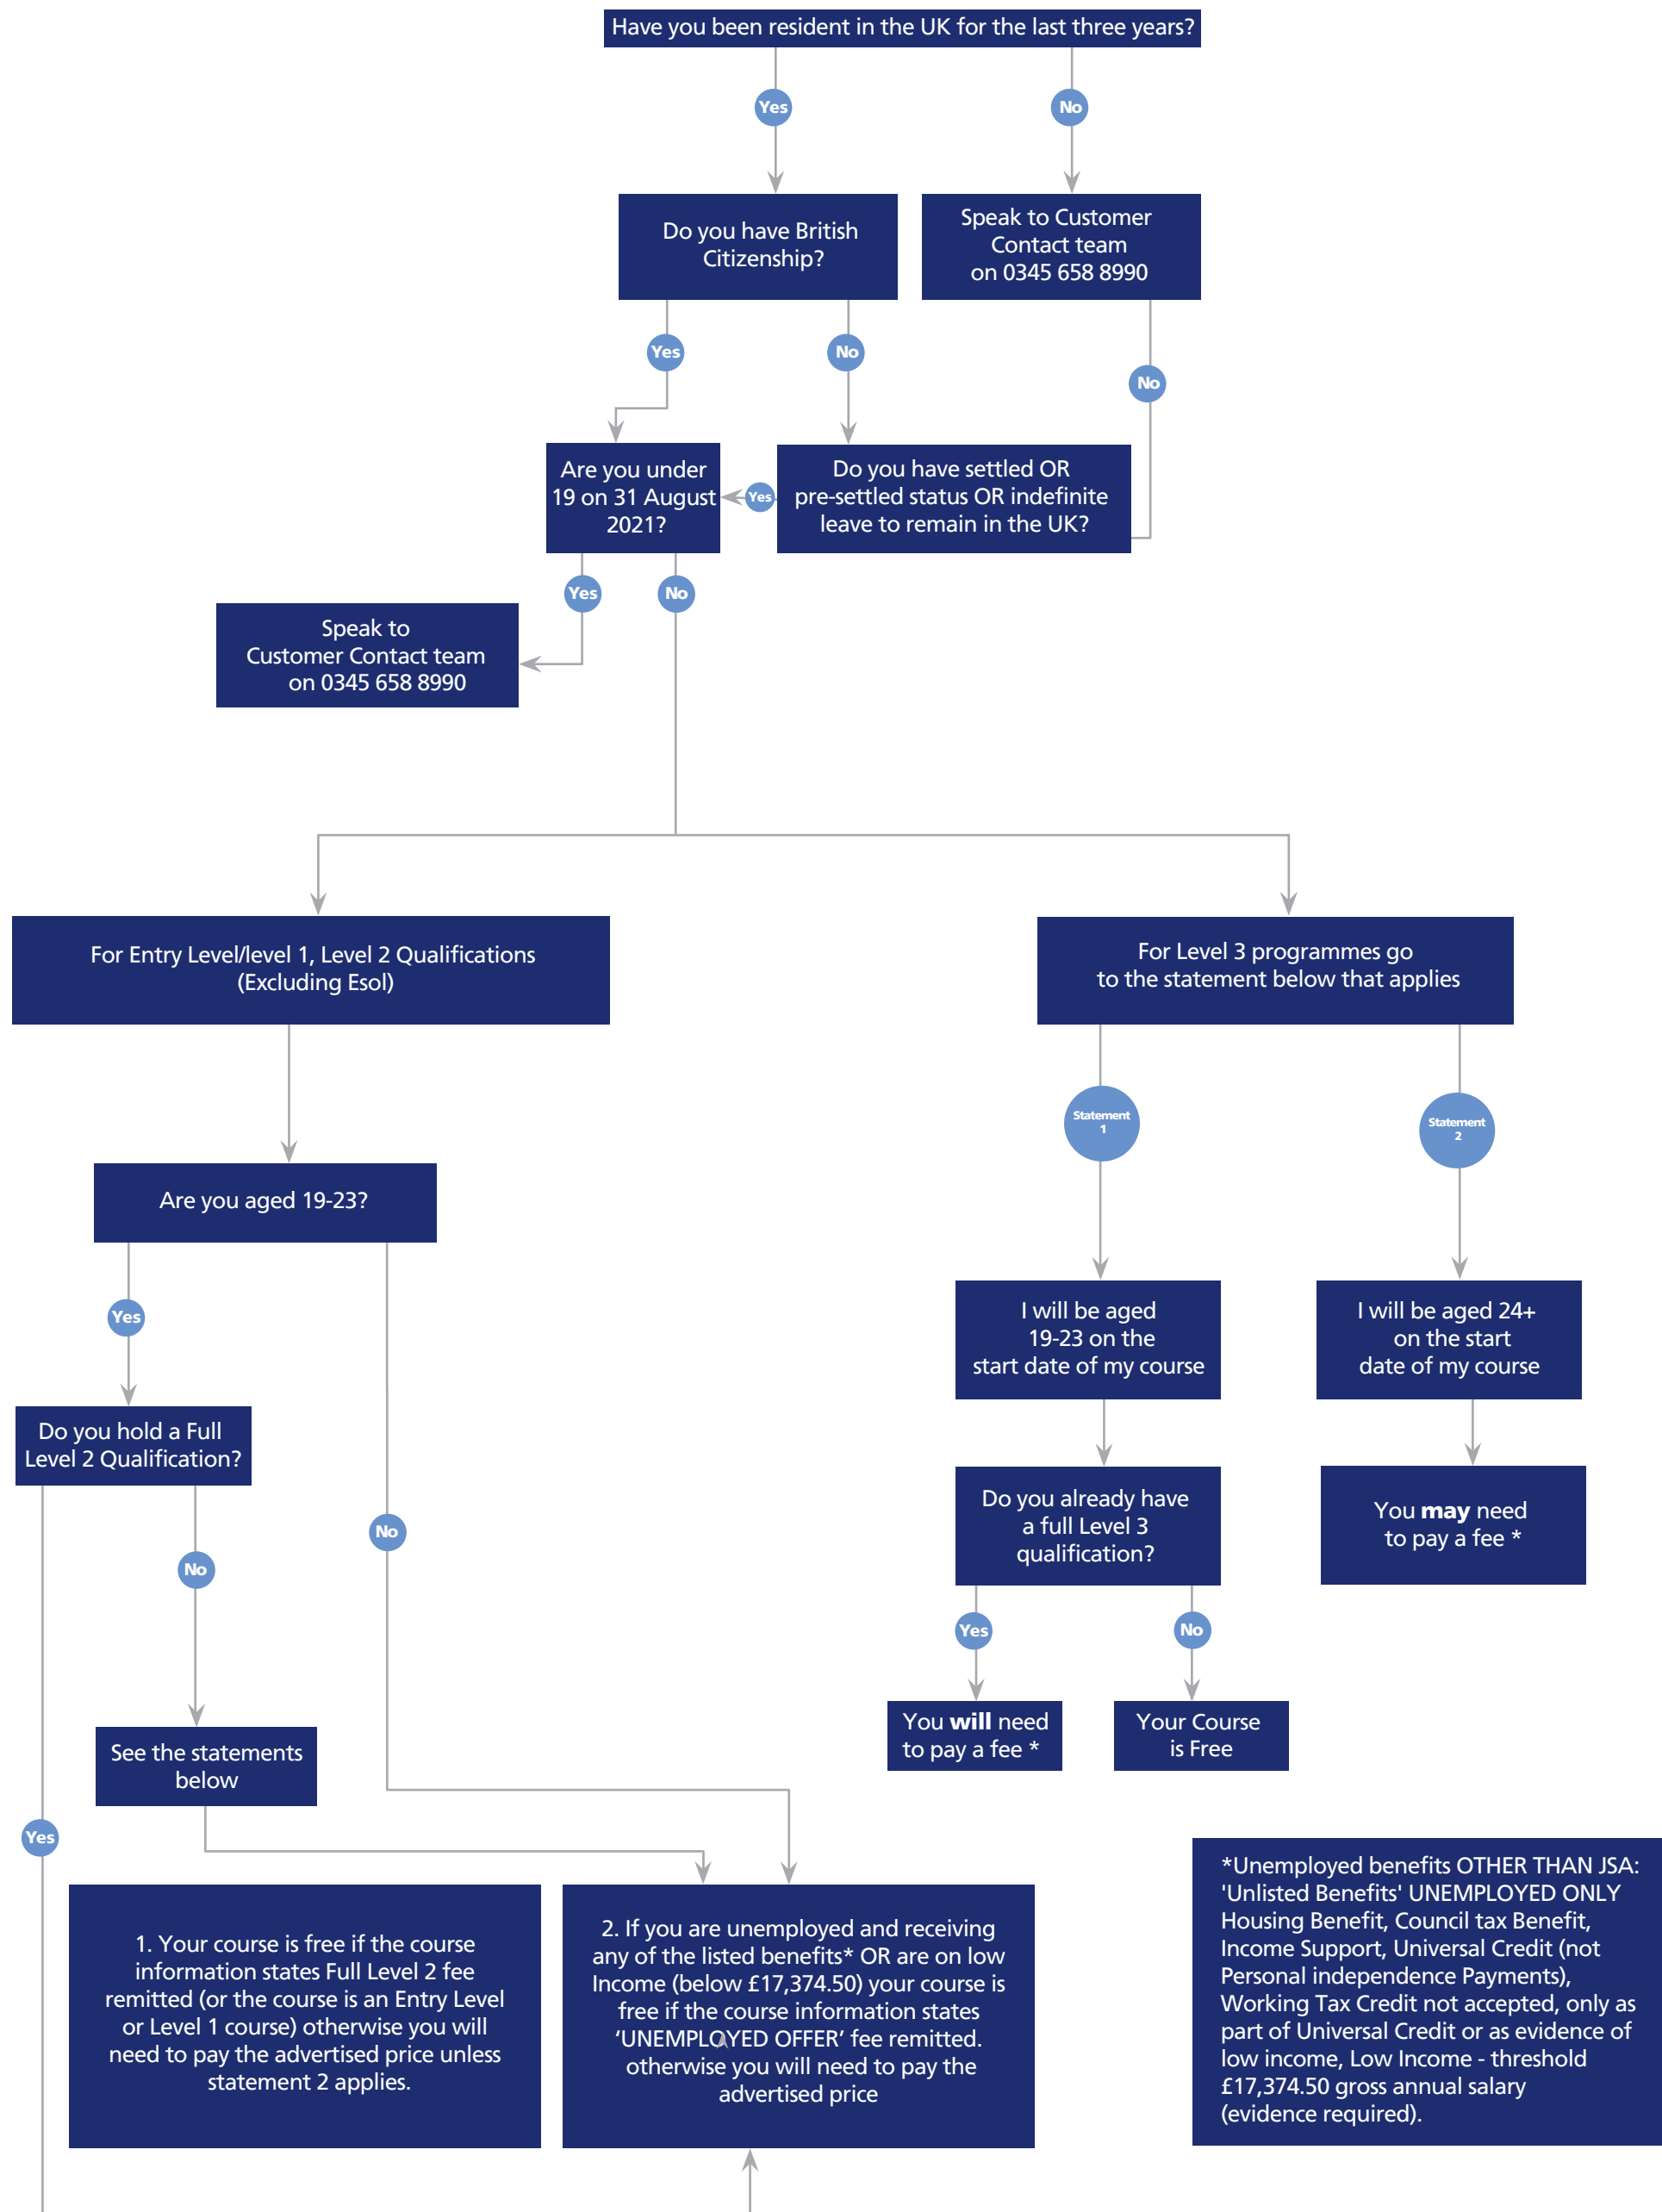 Have you been resident in the UK for the last three years?
Yes
No
Do you have British
Citizenship?
Speak to Customer
Contact team
on 0345 658 8990
Yes
No
No
Are you under
19 on 31 August
2021?
Yes
Do you have settled OR
pre-settled status OR indefinite
leave to remain in the UK?
Yes
No
Speak to
Customer Contact team
on 0345 658 8990
For Entry Level/level 1, Level 2 Qualifications
(Excluding Esol)
For Level 3 programmes go
to the statement below that applies
Statement
1
Statement
2
Are you aged 19-23?
I will be aged
19-23 on the
start date of my course
I will be aged 24+
on the start
date of my course
Yes
No
Do you hold a Full
Level 2 Qualification?
Do you already have
a full Level 3
qualification?
You may need
to pay a fee *
No
Yes
No
See the statements
below
You will need
to pay a fee *
Your Course
is Free
Yes
1. Your course is free if the course
information states Full Level 2 fee
remitted (or the course is an Entry Level
or Level 1 course) otherwise you will
need to pay the advertised price unless
statement 2 applies.
2. If you are unemployed and receiving
any of the listed benefits* OR are on low
Income (below £17,374.50) your course is
free if the course information states
‘UNEMPLOYED OFFER’ fee remitted.
otherwise you will need to pay the
advertised price
*Unemployed benefits OTHER THAN JSA:
'Unlisted Benefits' UNEMPLOYED ONLY
Housing Benefit, Council tax Benefit,
Income Support, Universal Credit (not
Personal independence Payments),
Working Tax Credit not accepted, only as
part of Universal Credit or as evidence of
low income, Low Income - threshold
£17,374.50 gross annual salary
(evidence required).